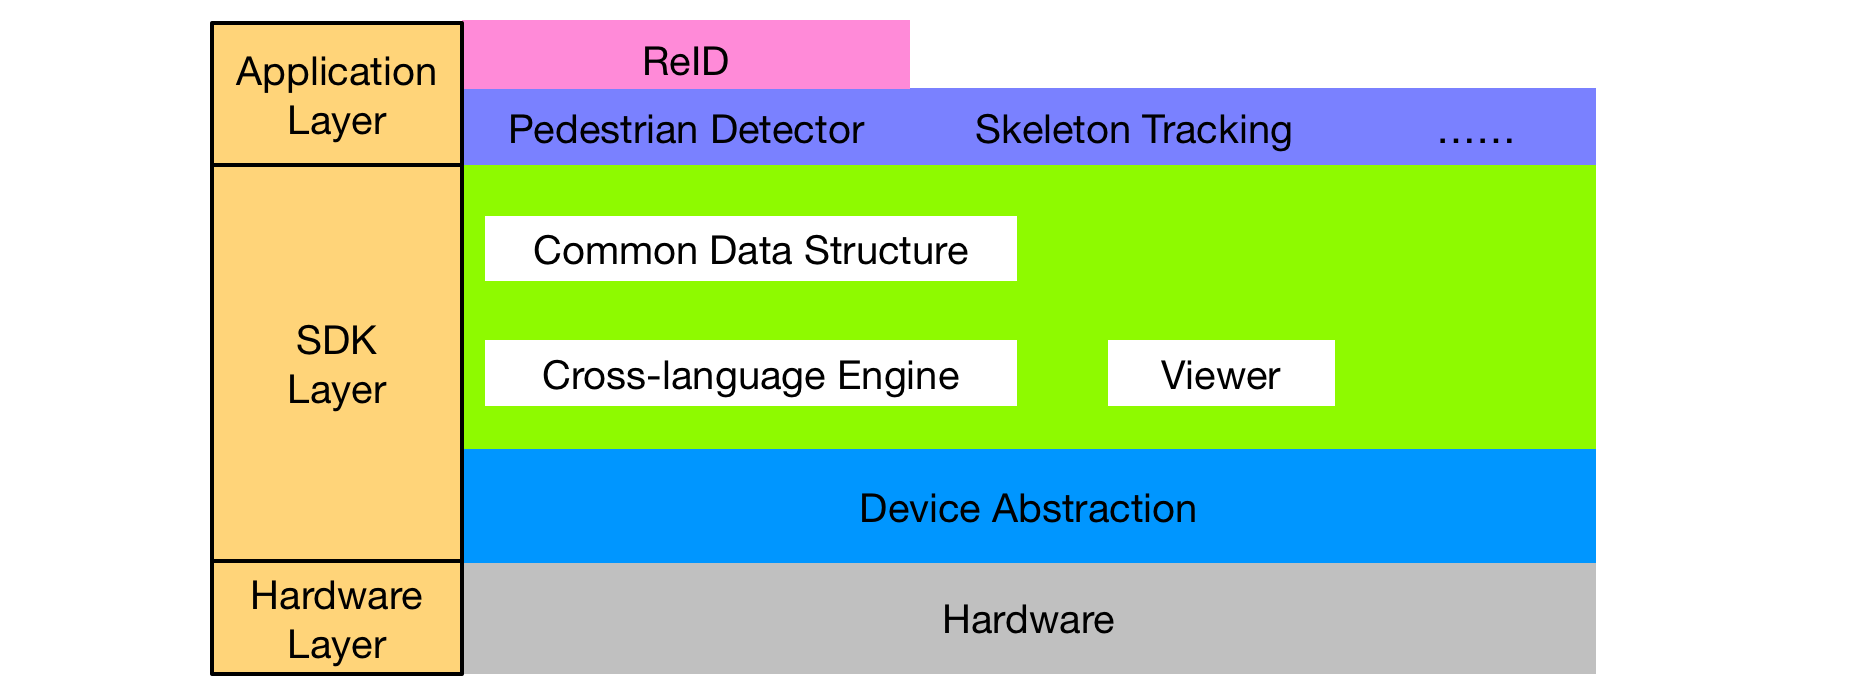 Application
Layer
ReID
Pedestrian Detector
Skeleton Tracking
......
SDK
Layer
Common Data Structure
Cross-language Engine
Viewer
Device Abstraction
Hardware
Layer
Hardware